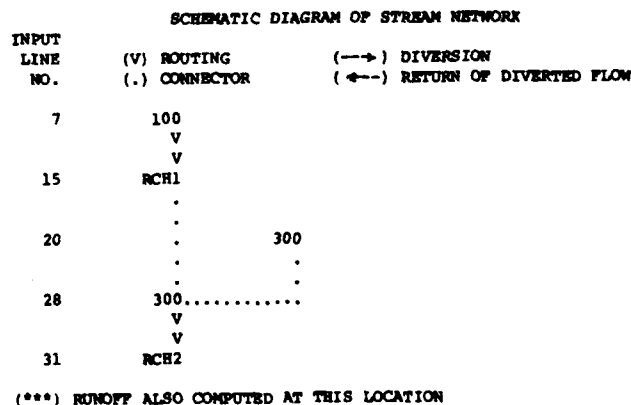 SCHEMATIC DIAGRAM OF STREAM NETWORK
INPUT
LINE (V) ROUTING (--->) DIVERSION
NO. (.) CONNECTOR (<---) RETURN OF DIVERTED FLOW
7 100
V
V
15 RCH1
.
.
20 . 300
. .
. .
28 300............
V
V
31 RCH2
(***) RUNOFF ALSO COMPUTED AT THIS LOCATION